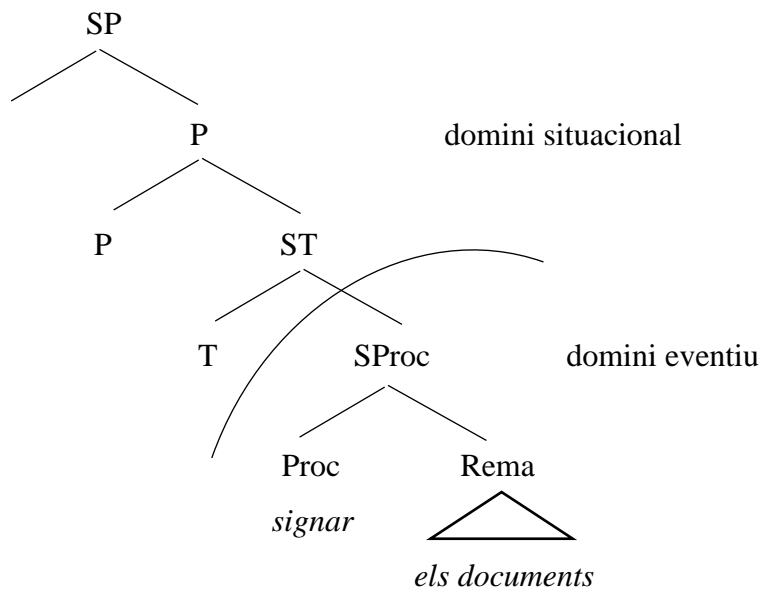 SP
P domini situacional
P ST
T SProc domini eventiu
Proc Rema
signar
els documents